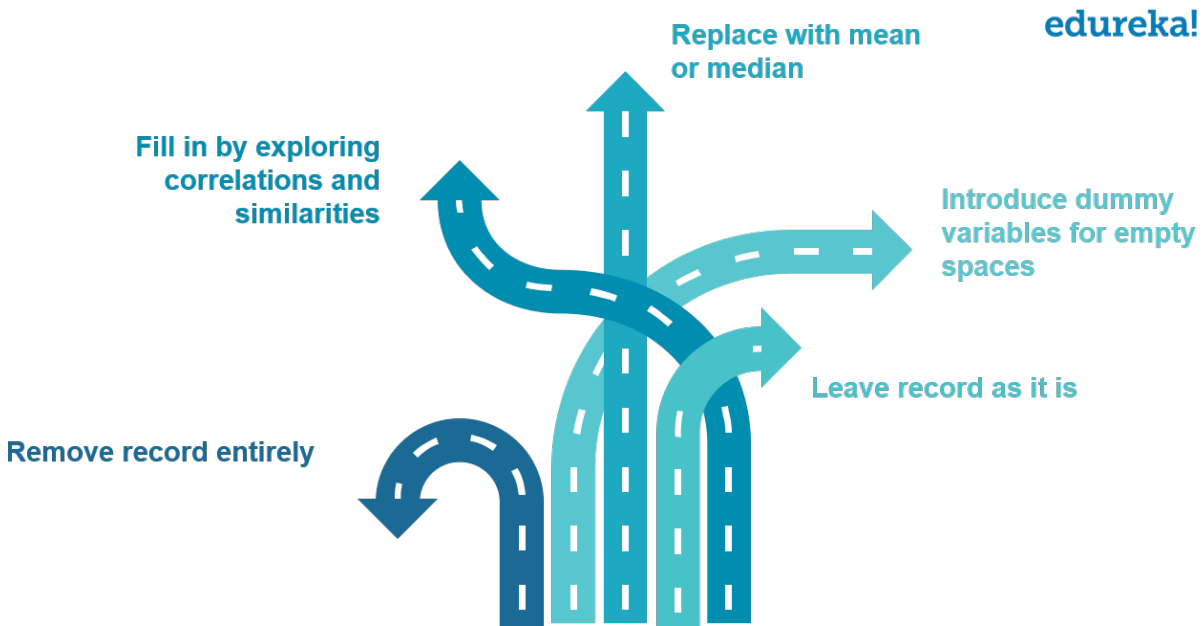 edureka!
Replace with mean
or median
Fill in by exploring
correlations and
similarities
Introduce dummy
variables for empty
spaces
Leave record as it is
Remove record entirely